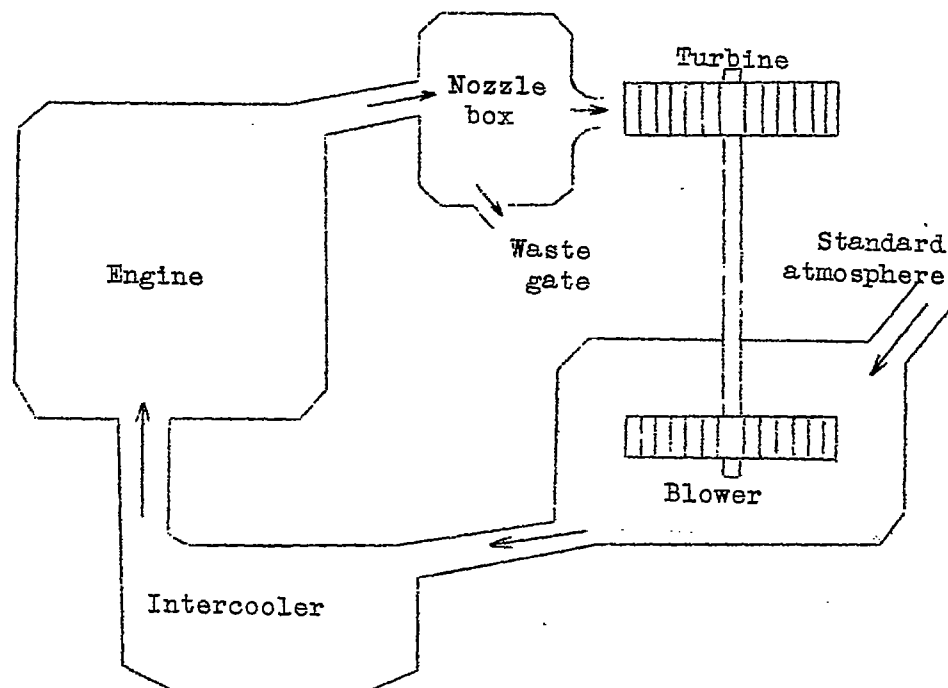 Turbine
Nozzle
box
Waste
gate
Standard
atmosphere
Engine
Blower
Intercooler